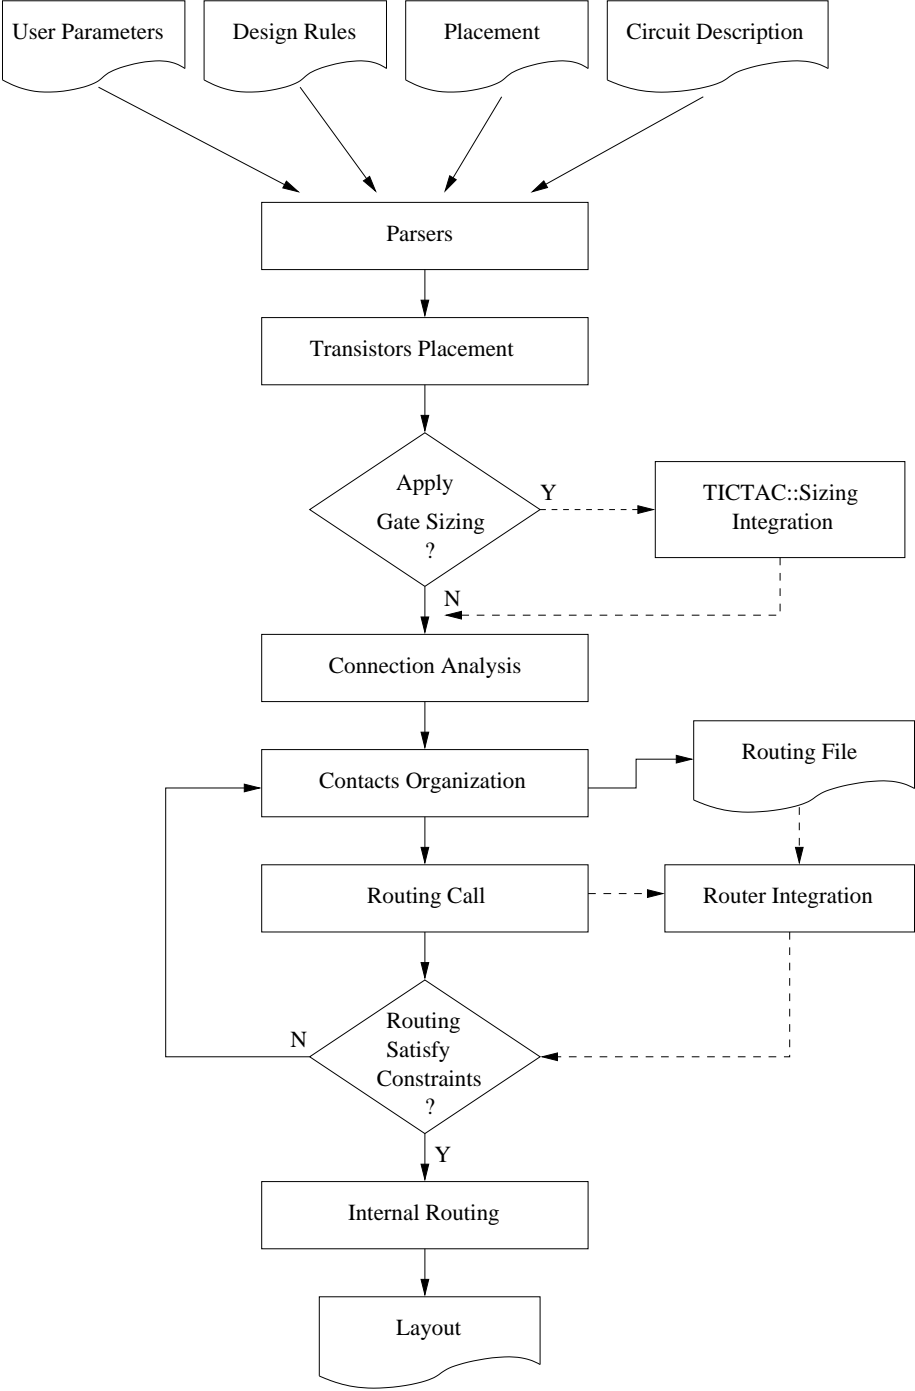 User Parameters
Design Rules
Placement
Circuit Description
Parsers
Transistors Placement
Apply
Gate Sizing
?
Y
TICTAC::Sizing
Integration
N
Connection Analysis
Contacts Organization
Routing File
Routing Call
Router Integration
Routing
Satisfy
Constraints
?
N
Y
Internal Routing
Layout